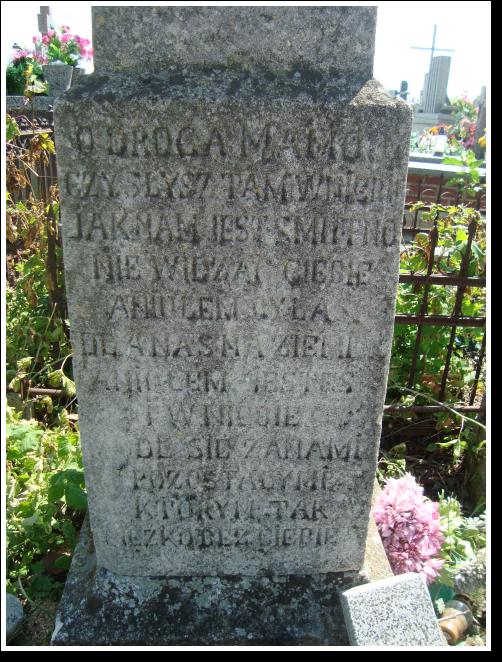 O DROGA MAMO
CZY SŁYSZ TAM W NIEBIE
JAK NAM JEST SMUTNO
NIE WIDZĄC CIEBIE
ANIOŁEM BYŁA
DLA NAS NA ZIEMI
ANIOŁEM JESTEŚ
I W NIEBIE
SIĘ ZA NAMI
POZOSTAŁYMI
KTÓRYM TAK
CIĘŻKO BEZ CIEBIE